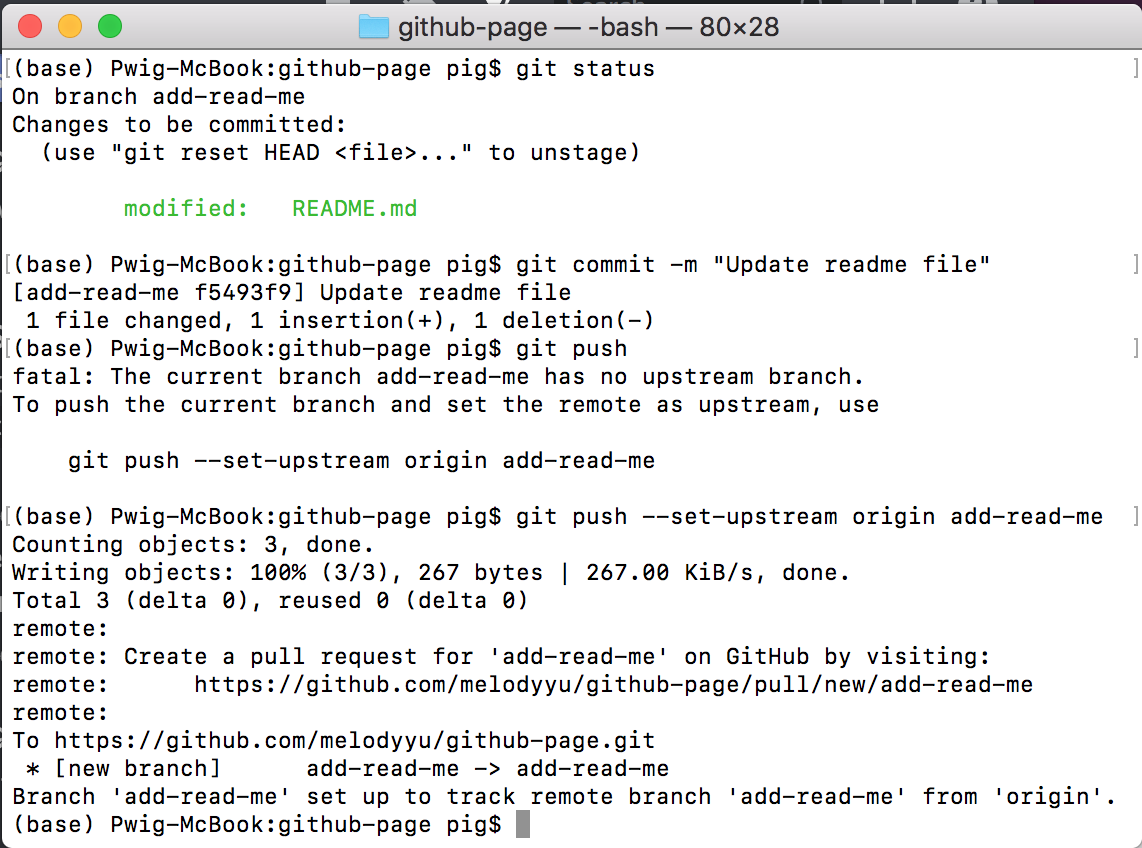 github-page — -bash — 80×28
[(base) Pwig-McBook:github-page pig$ git status ]
On branch add-read-me
Changes to be committed:
  (use "git reset HEAD <file>..." to unstage)

        modified:   README.md

[(base) Pwig-McBook:github-page pig$ git commit -m "Update readme file" ]
[add-read-me f5493f9] Update readme file
 1 file changed, 1 insertion(+), 1 deletion(-)
[(base) Pwig-McBook:github-page pig$ git push ]
fatal: The current branch add-read-me has no upstream branch.
To push the current branch and set the remote as upstream, use

    git push --set-upstream origin add-read-me

[(base) Pwig-McBook:github-page pig$ git push --set-upstream origin add-read-me ]
Counting objects: 3, done.
Writing objects: 100% (3/3), 267 bytes | 267.00 KiB/s, done.
Total 3 (delta 0), reused 0 (delta 0)
remote:
remote: Create a pull request for 'add-read-me' on GitHub by visiting:
remote:      https://github.com/melodyyu/github-page/pull/new/add-read-me
remote:
To https://github.com/melodyyu/github-page.git
 * [new branch]      add-read-me -> add-read-me
Branch 'add-read-me' set up to track remote branch 'add-read-me' from 'origin'.
(base) Pwig-McBook:github-page pig$